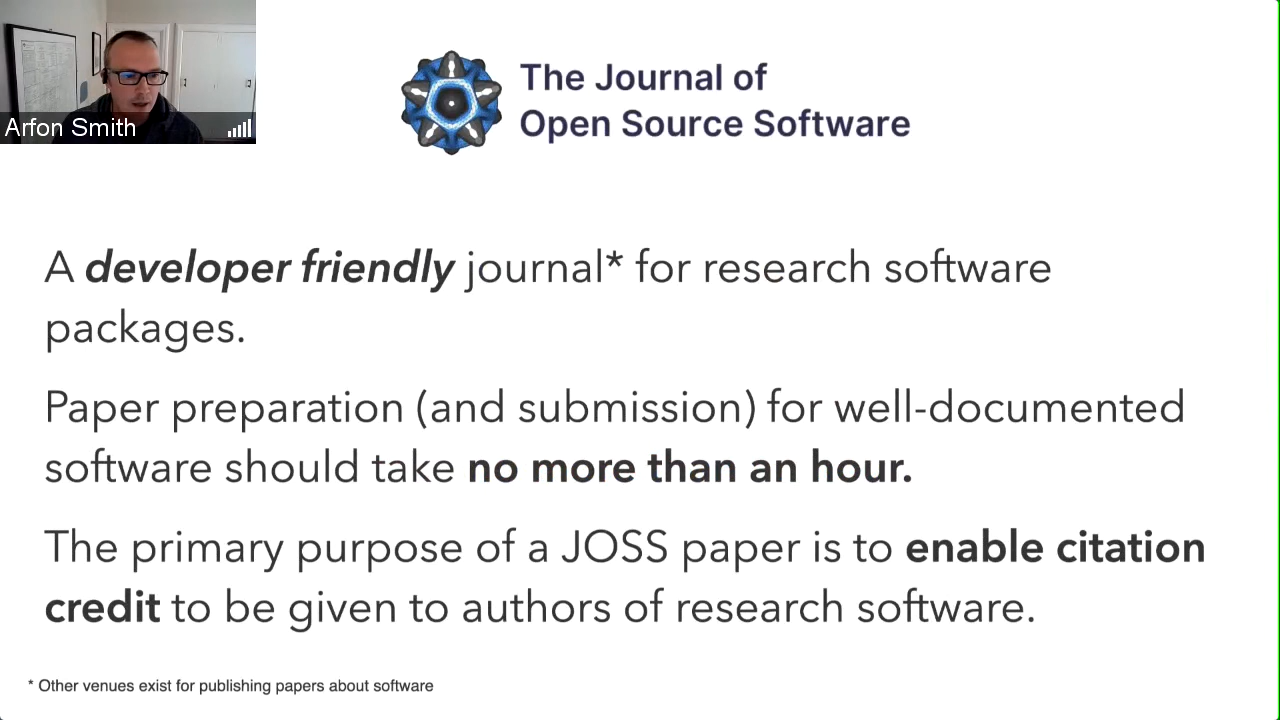 Arfon Smith
The Journal of
Open Source Software
A developer friendly journal* for research software
packages.
Paper preparation (and submission) for well-documented
software should take no more than an hour.
The primary purpose of a JOSS paper is to enable citation
credit to be given to authors of research software.
* Other venues exist for publishing papers about software